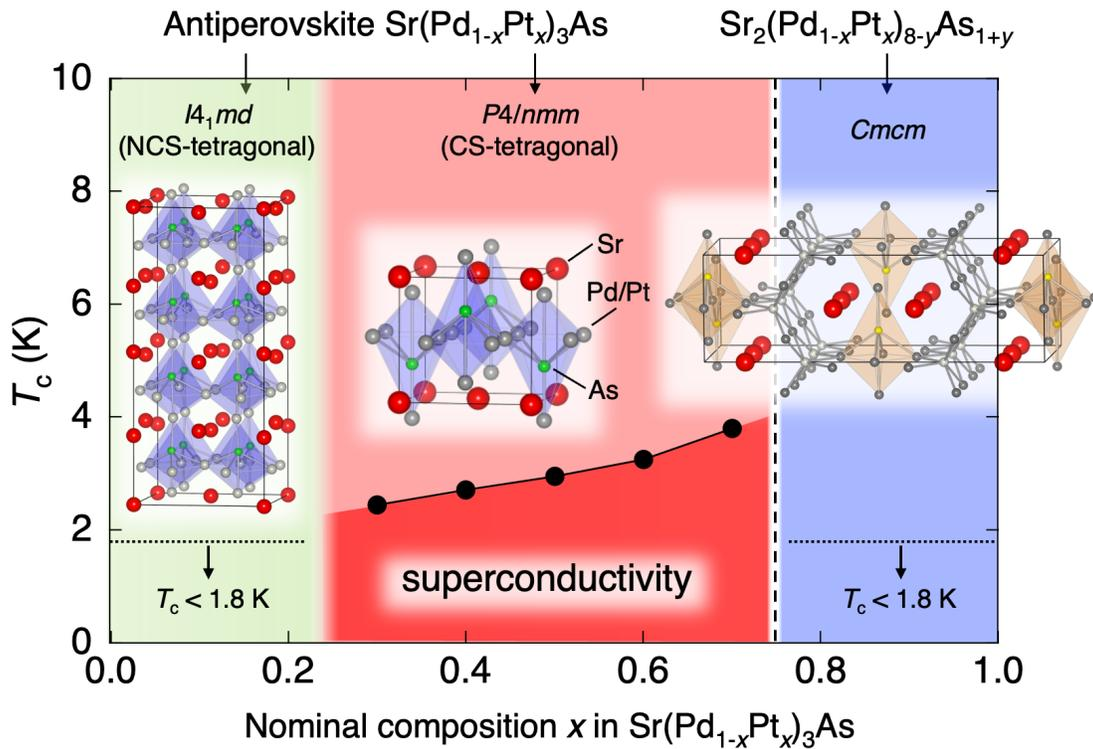 Antiperovskite Sr(Pd1-xPtx)3As
Sr2(Pd1-xPtx)8-yAs1+y
10
8
6
4
2
0
Tc (K)
I41md
(NCS-tetragonal)
P4/nmm
(CS-tetragonal)
Cmcm
Sr
Pd/Pt
As
superconductivity
Tc < 1.8 K
Tc < 1.8 K
0.0
0.2
0.4
0.6
0.8
1.0
Nominal composition x in Sr(Pd1-xPtx)3As